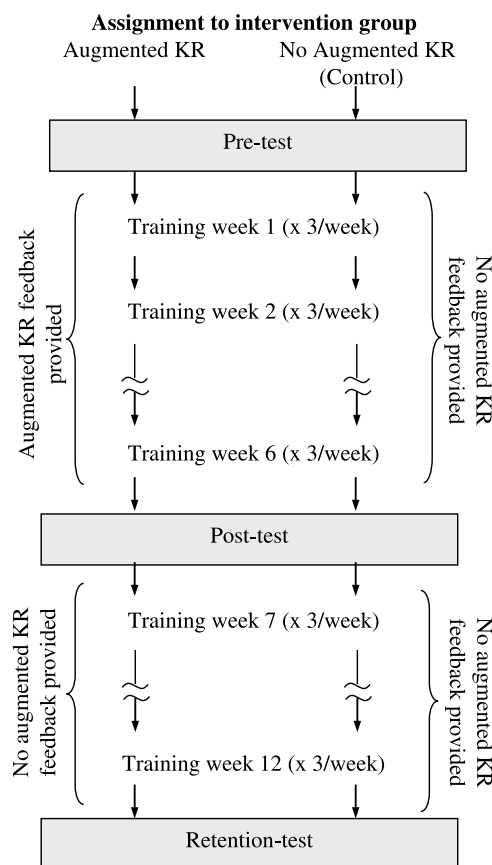 Assignment to intervention group
Augmented KR
No Augmented KR
(Control)
Pre-test
Augmented KR feedback
provided
Training week 1 (x 3/week)
Training week 2 (x 3/week)
Training week 6 (x 3/week)
No augmented KR
feedback provided
Post-test
No augmented KR
feedback provided
Training week 7 (x 3/week)
Training week 12 (x 3/week)
No augmented KR
feedback provided
Retention-test